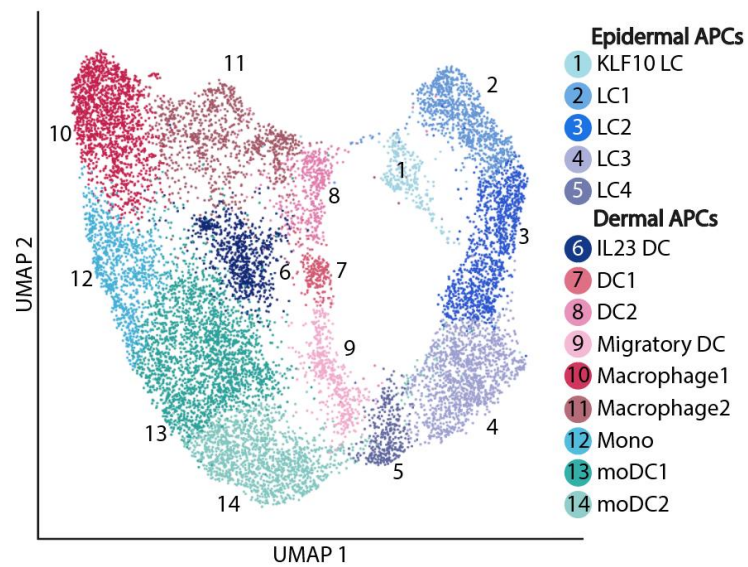 Epidermal APCs
1 KLF10 LC
2 LC1
3 LC2
4 LC3
5 LC4
Dermal APCs
6 IL23 DC
7 DC1
8 DC2
9 Migratory DC
10 Macrophage1
11 Macrophage2
12 Mono
13 moDC1
14 moDC2
11
2
10
1
8
3
12
6
7
9
13
4
5
14
UMAP 2
UMAP 1